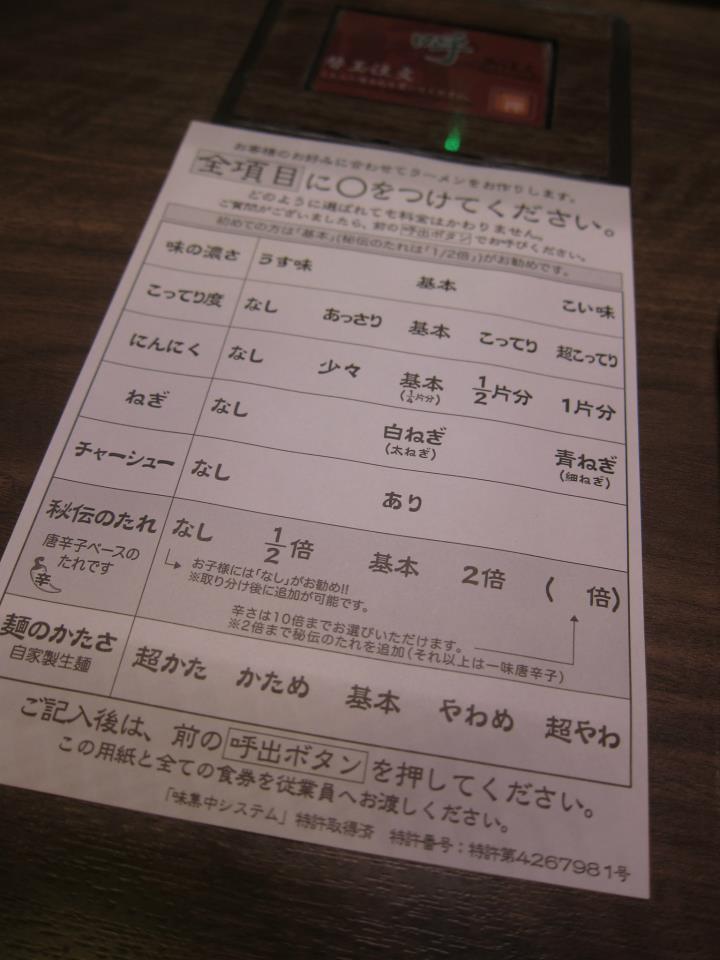 替玉注文
お客様のお好みに合わせてラーメンをお作りします。
全項目に○をつけてください。
どのように選ばれても料金はかわりません。
ご質問がございましたら、前の呼出ボタンでお呼びください。
初めての方は「基本」(秘伝のたれは「1/2倍」)がお勧めです。
味の濃さ うす味 基本 こい味
こってり度 なし あっさり 基本 こってり 超こってり
にんにく なし 少々 基本 1/2片分 1片分
(1/4片分)
ねぎ なし 白ねぎ 青ねぎ
(太ねぎ) (細ねぎ)
チャーシュー なし あり
秘伝のたれ なし 1/2倍 基本 2倍 ( 倍)
唐辛子ベースの
たれです
辛
お子様には「なし」がお勧め!!
※取り分け後に追加が可能です。
辛さは10倍までお選びいただけます。
※2倍まで秘伝のたれを追加(それ以上は一味唐辛子)
麺のかたさ 超かた かため 基本 やわめ 超やわ
自家製生麺
ご記入後は、前の呼出ボタンを押してください。
この用紙と全ての食券を従業員へお渡しください。
「味集中システム」特許取得済 特許番号：特許第4267981号